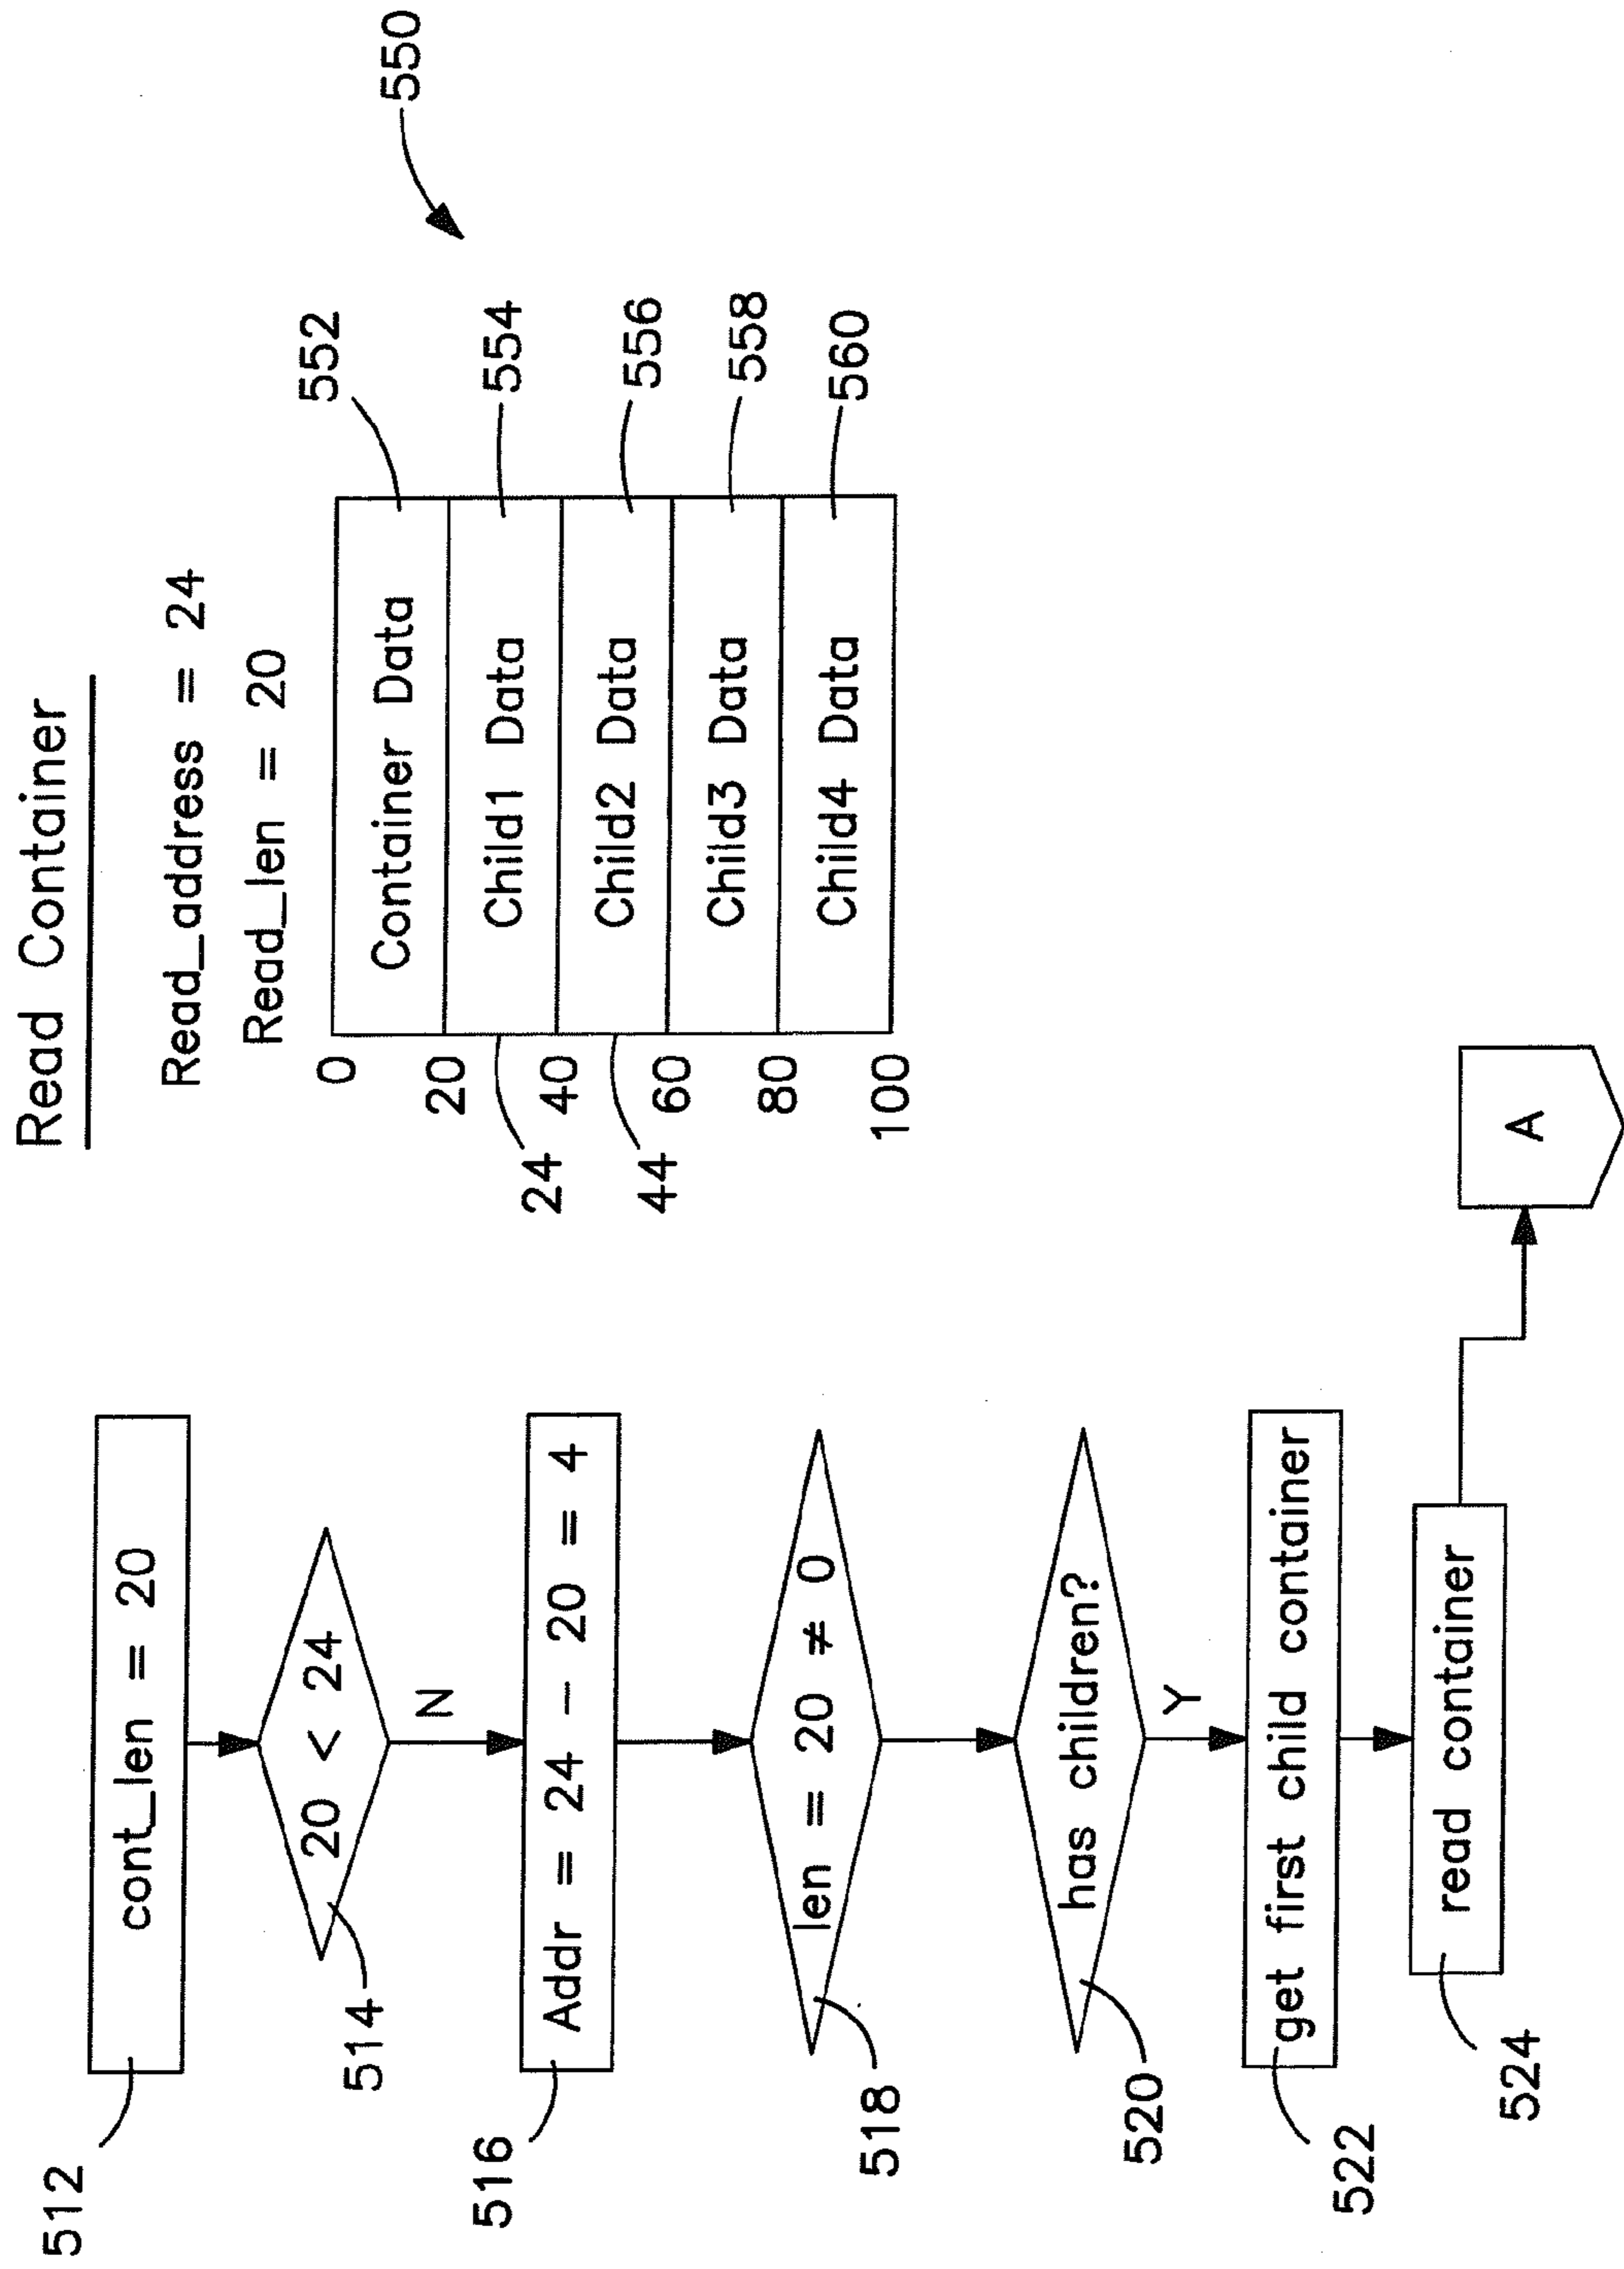 Read Container
Read_address = 24
Read_len = 20
550
0
Container Data
552
20
24
Child1 Data
554
40
44
Child2 Data
556
60
Child3 Data
558
80
Child4 Data
560
100
512
cont_len = 20
514
20 < 24
N
516
Addr = 24 - 20 = 4
518
len = 20 ≠ 0
520
has children?
Y
522
get first child container
524
read container
A